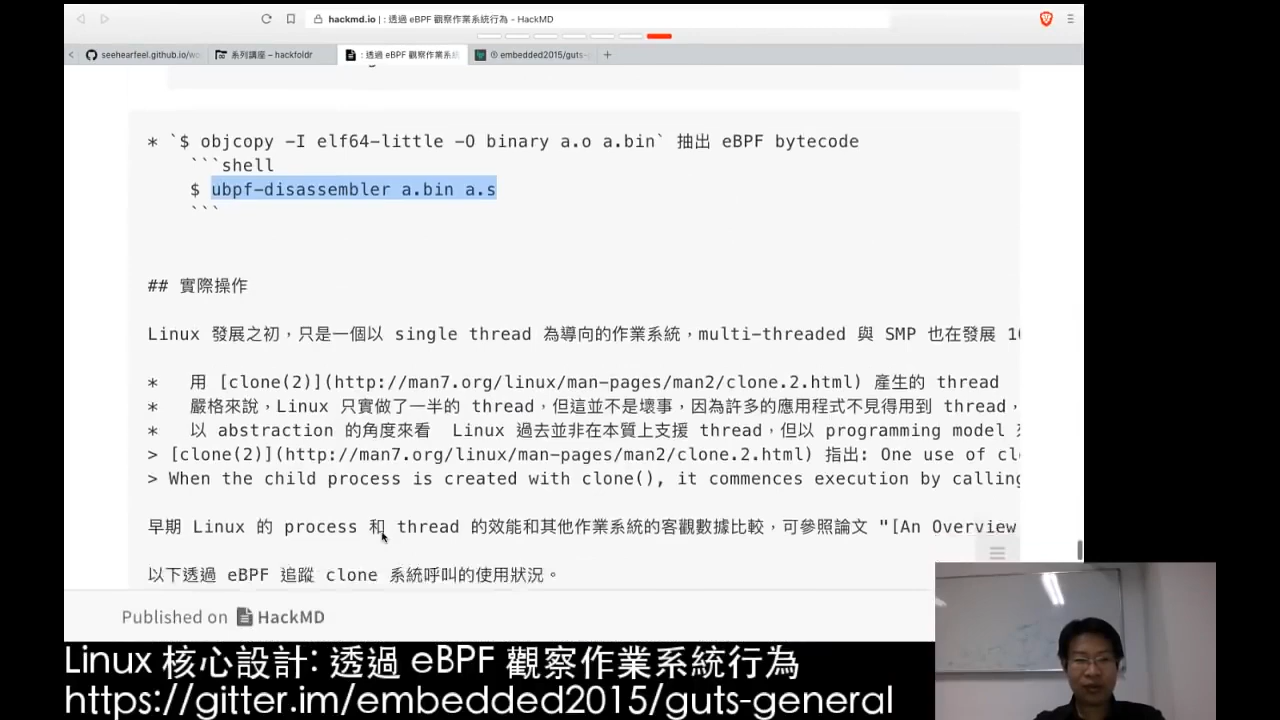 hackmd.io | : 透過 eBPF 觀察作業系統行為 - HackMD
seehearfeel.github.io/wo
系列講座 – hackfoldr
: 透過 eBPF 觀察作業系統
embedded2015/guts-
* `$ objcopy -I elf64-little -O binary a.o a.bin` 抽出 eBPF bytecode
```shell
$ ubpf-disassembler a.bin a.s
```
## 實際操作
Linux 發展之初，只是一個以 single thread 為導向的作業系統，multi-threaded 與 SMP 也在發展 10
* 用 [clone(2)](http://man7.org/linux/man-pages/man2/clone.2.html) 產生的 thread
* 嚴格來說，Linux 只實做了一半的 thread，但這並不是壞事，因為許多的應用程式不見得用到 thread，
* 以 abstraction 的角度來看 Linux 過去並非在本質上支援 thread，但以 programming model 來
> [clone(2)](http://man7.org/linux/man-pages/man2/clone.2.html) 指出: One use of clo
> When the child process is created with clone(), it commences execution by calling
早期 Linux 的 process 和 thread 的效能和其他作業系統的客觀數據比較，可參照論文 "[An Overview
以下透過 eBPF 追蹤 clone 系統呼叫的使用狀況。
Published on HackMD
Linux 核心設計: 透過 eBPF 觀察作業系統行為
https://gitter.im/embedded2015/guts-general